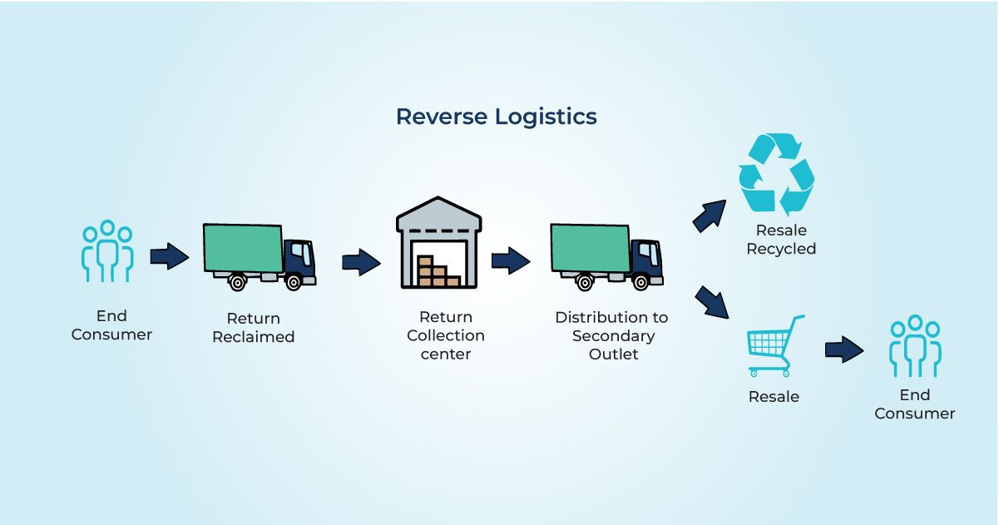 Reverse Logistics
End
Consumer
Return
Reclaimed
Return
Collection
center
Distribution to
Secondary
Outlet
Resale
Recycled
Resale
End
Consumer